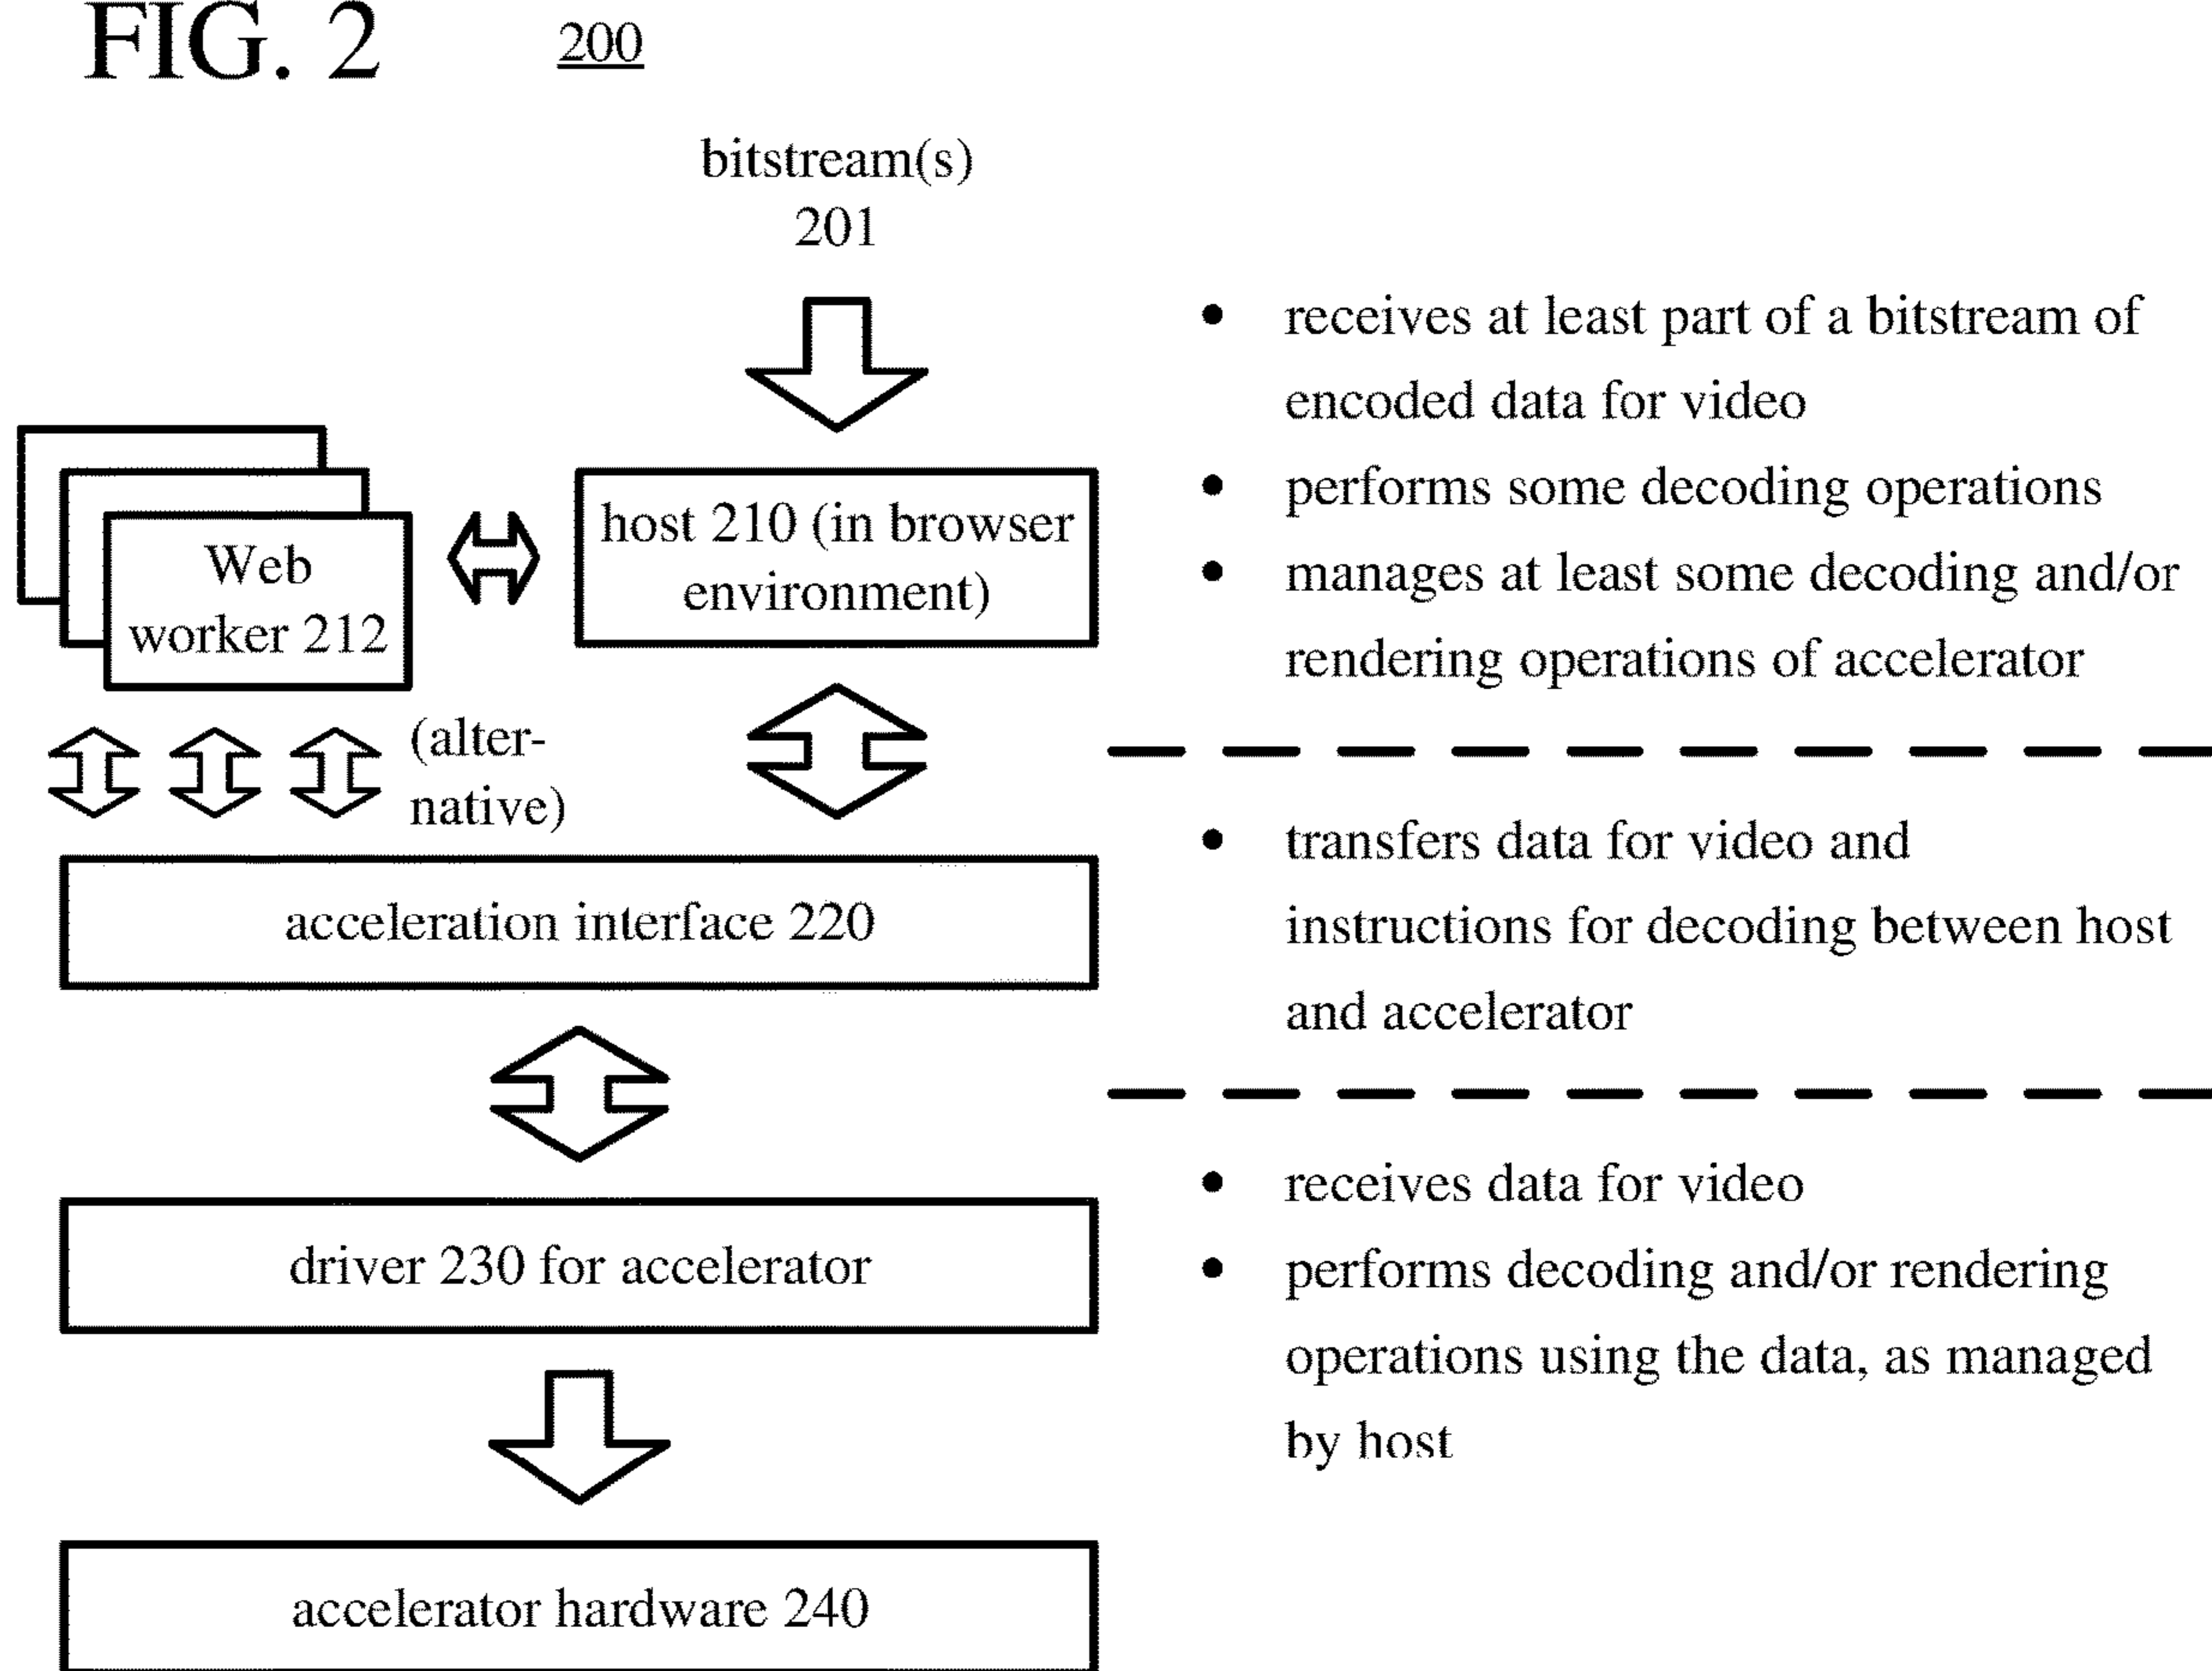 FIG. 2
200
bitstream(s)
201
Web
worker 212
host 210 (in browser
environment)
(alter-
native)
acceleration interface 220
driver 230 for accelerator
accelerator hardware 240
• receives at least part of a bitstream of
encoded data for video
• performs some decoding operations
• manages at least some decoding and/or
rendering operations of accelerator
• transfers data for video and
instructions for decoding between host
and accelerator
• receives data for video
• performs decoding and/or rendering
operations using the data, as managed
by host